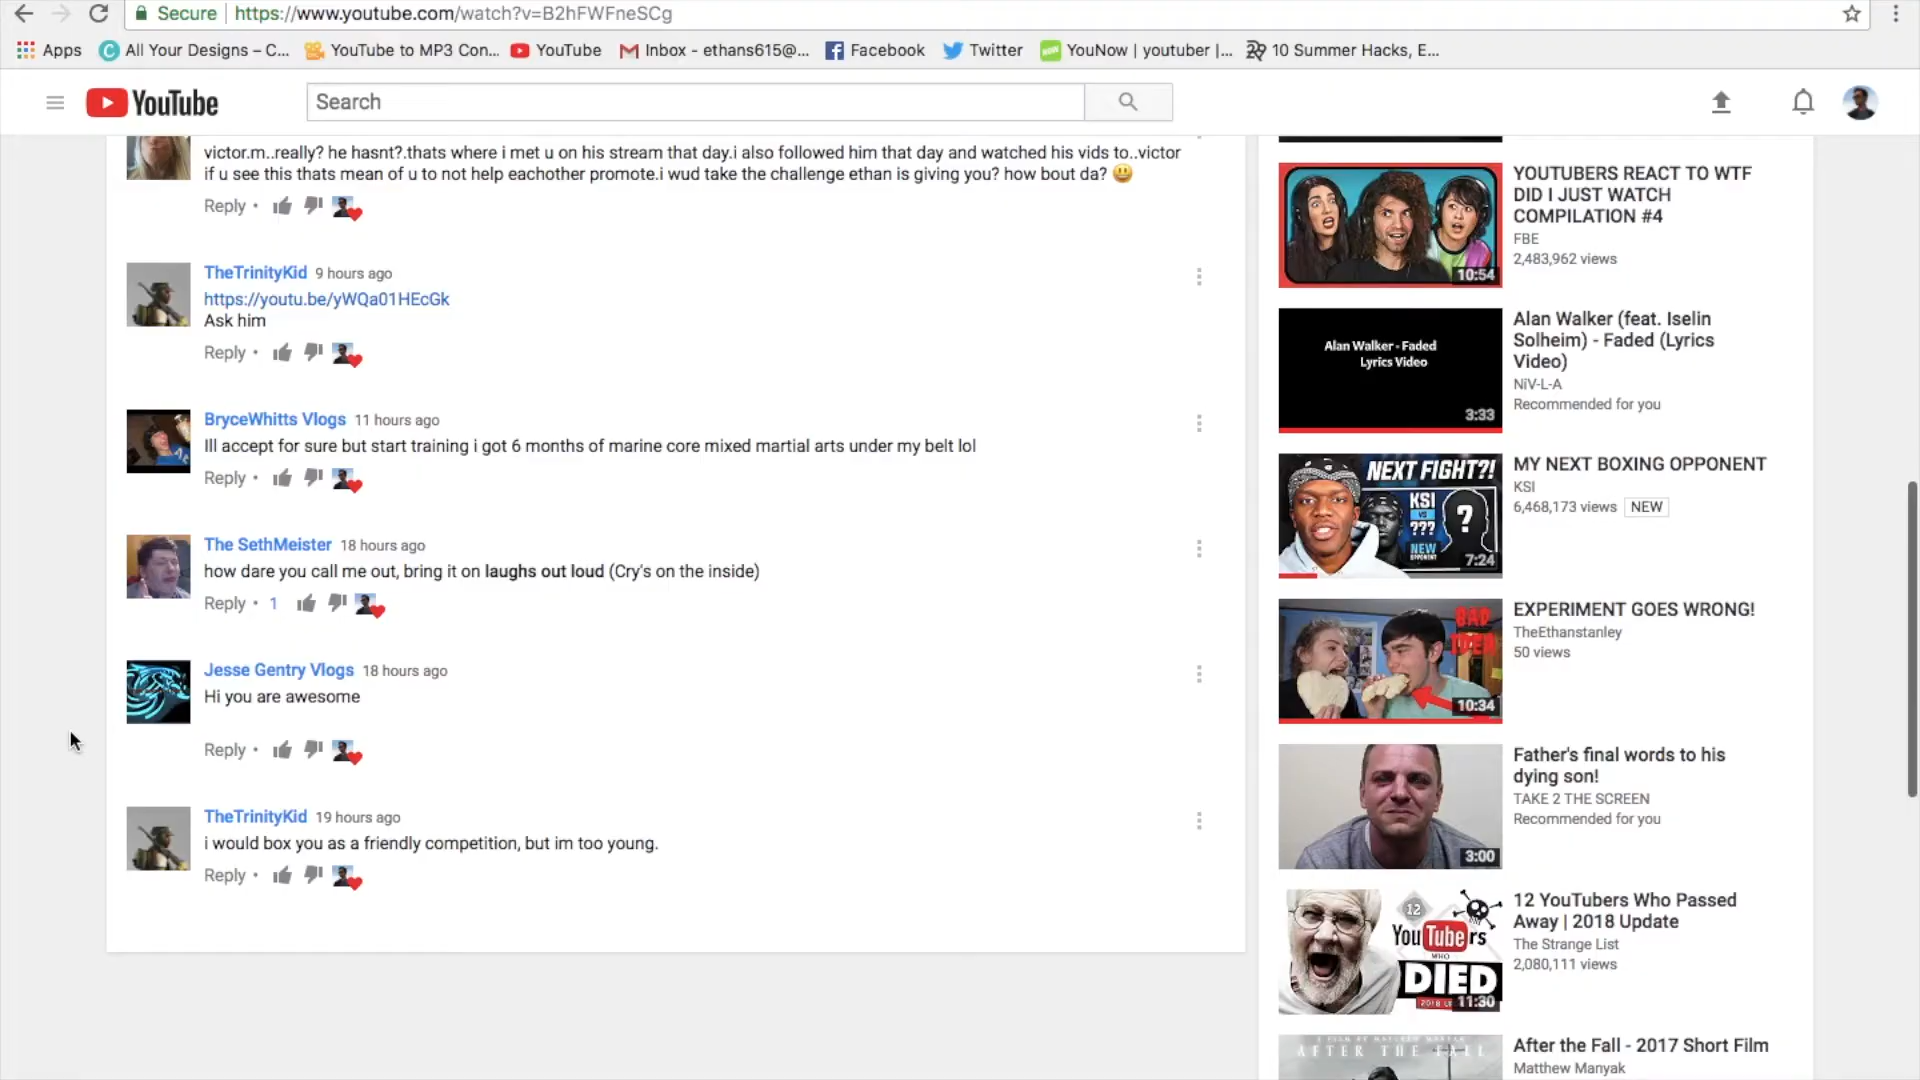 Secure | https://www.youtube.com/watch?v=B2hFWFneSCg
Apps
All Your Designs – C...
YouTube to MP3 Con...
YouTube
Inbox - ethans615@...
Facebook
Twitter
YouNow | youtuber |...
10 Summer Hacks, E...
YouTube
Search
victor.m..really? he hasnt?.thats where i met u on his stream that day.i also followed him that day and watched his vids to..victor
if u see this thats mean of u to not help eachother promote.i wud take the challenge ethan is giving you? how bout da? 😃
Reply •
TheTrinityKid 9 hours ago
https://youtu.be/yWQa01HEcGk
Ask him
Reply •
BryceWhitts Vlogs 11 hours ago
Ill accept for sure but start training i got 6 months of marine core mixed martial arts under my belt lol
Reply •
The SethMeister 18 hours ago
how dare you call me out, bring it on laughs out loud (Cry's on the inside)
Reply • 1
Jesse Gentry Vlogs 18 hours ago
Hi you are awesome
Reply •
TheTrinityKid 19 hours ago
i would box you as a friendly competition, but im too young.
Reply •
10:54
YOUTUBERS REACT TO WTF
DID I JUST WATCH
COMPILATION #4
FBE
2,483,962 views
Alan Walker - Faded
Lyrics Video
3:33
Alan Walker (feat. Iselin
Solheim) - Faded (Lyrics
Video)
NiV-L-A
Recommended for you
NEXT FIGHT?!
KSI
VS
???
?
NEW
OPPONENT
7:24
MY NEXT BOXING OPPONENT
KSI
6,468,173 views NEW
BAD
IDEA
10:34
EXPERIMENT GOES WRONG!
TheEthanstanley
50 views
3:00
Father's final words to his
dying son!
TAKE 2 THE SCREEN
Recommended for you
12
YouTubers
WHO
DIED
2018
11:30
12 YouTubers Who Passed
Away | 2018 Update
The Strange List
2,080,111 views
AFTER THE FALL
After the Fall - 2017 Short Film
Matthew Manyak